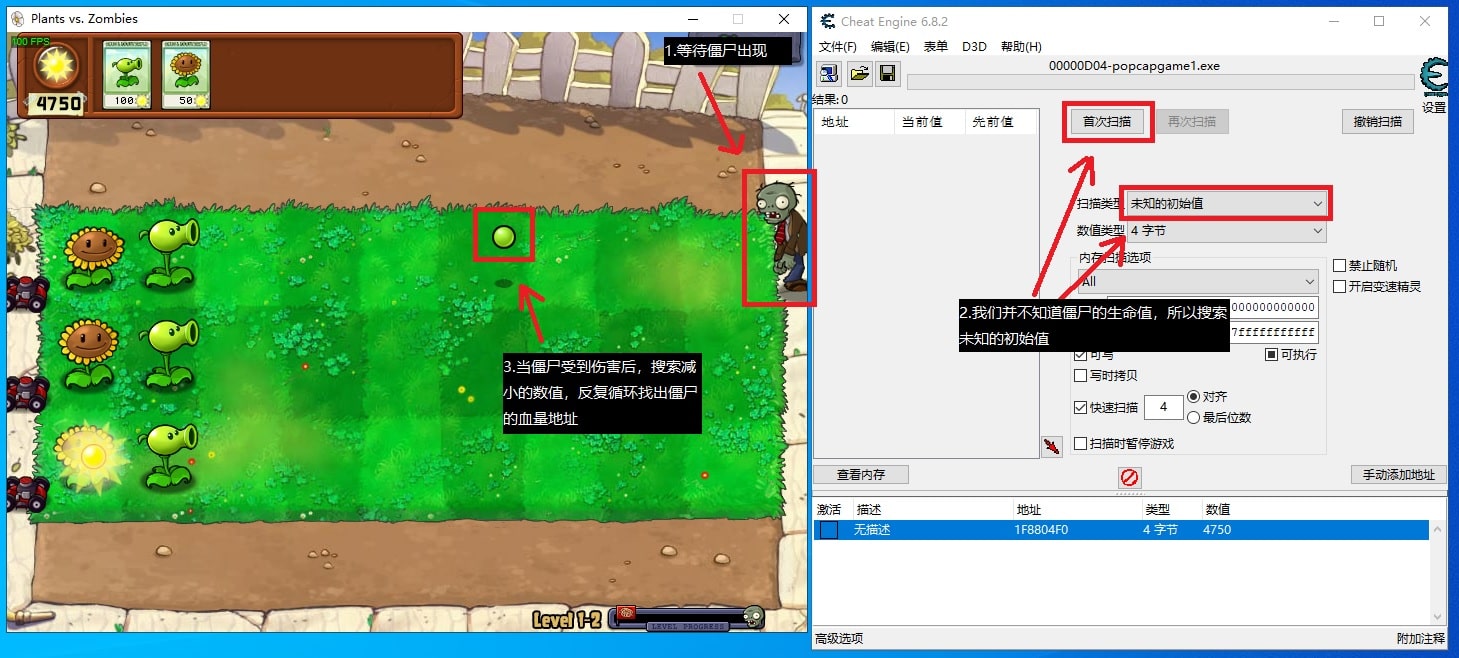 Plants vs. Zombies
100 FPS
4750
100
50
1.等待僵尸出现
3.当僵尸受到伤害后，搜索减
小的数值，反复循环找出僵尸
的血量地址
Level 1-2
LEVEL PROGRESS
Cheat Engine 6.8.2
文件(F) 编辑(E) 表单 D3D 帮助(H)
00000D04-popcapgame1.exe
结果: 0
设置
地址 当前值 先前值
首次扫描 再次扫描 撤销扫描
扫描类型 未知的初始值
数值类型 4 字节
内存扫描选项
All
禁止随机
开启变速精灵
2.我们并不知道僵尸的生命值，所以搜索
未知的初始值
000000000000
7fffffffffff
可写 可执行
写时拷贝
快速扫描 4 对齐
最后位数
扫描时暂停游戏
查看内存 手动添加地址
激活 描述 地址 类型 数值
无描述 1F8804F0 4 字节 4750
高级选项 附加注释